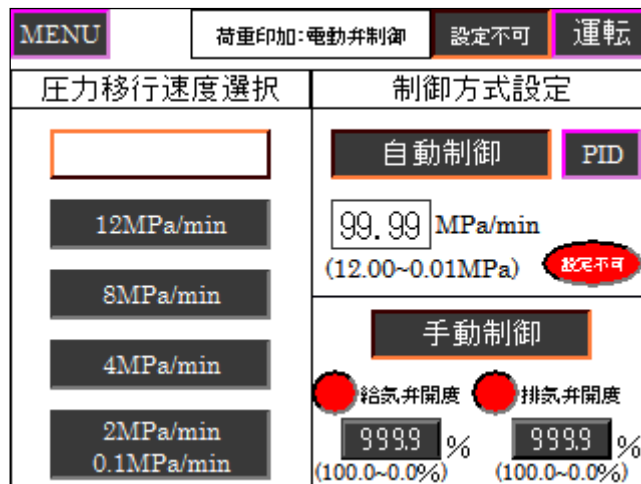 MENU
荷重印加:電動弁制御
設定不可
運転
圧力移行速度選択
制御方式設定
自動制御
PID
12MPa/min
99.99 MPa/min
(12.00~0.01MPa)
設定不可
8MPa/min
手動制御
4MPa/min
給気弁開度
排気弁開度
2MPa/min
0.1MPa/min
999.9 %
999.9 %
(100.0~0.0%)
(100.0~0.0%)